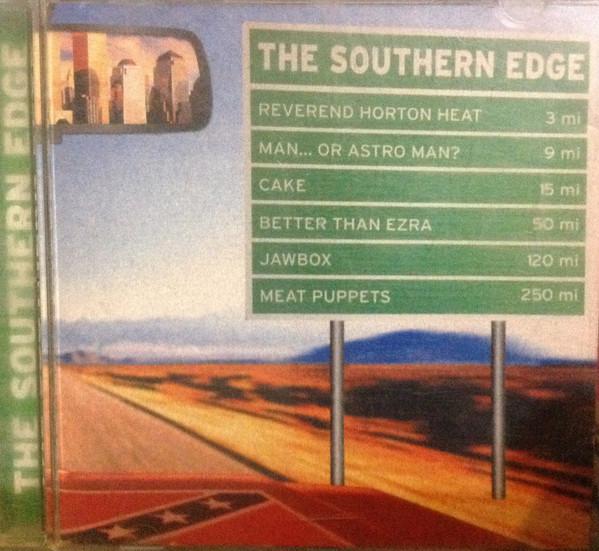 THE SOUTHERN EDGE
THE SOUTHERN EDGE
REVEREND HORTON HEAT 3 mi
MAN... OR ASTRO MAN? 9 mi
CAKE 15 mi
BETTER THAN EZRA 50 mi
JAWBOX 120 mi
MEAT PUPPETS 250 mi